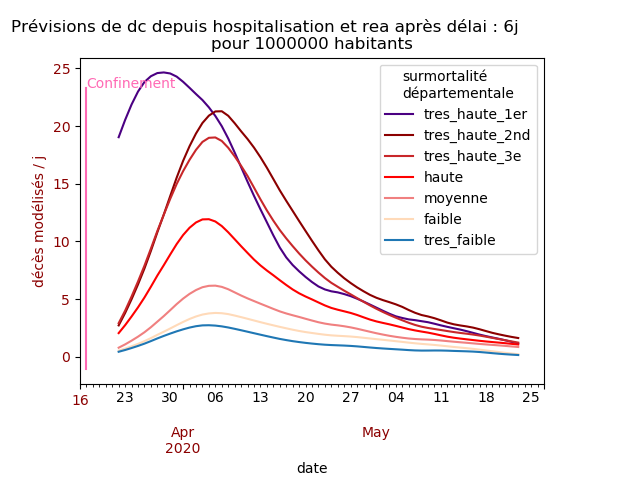 Prévisions de dc depuis hospitalisation et rea après délai : 6j
pour 1000000 habitants
25
20
15
10
5
0
décès modélisés / j
Confinement
surmortalité
départementale
tres_haute_1er
tres_haute_2nd
tres_haute_3e
haute
moyenne
faible
tres_faible
16 23 30 06 13 20 27 04 11 18 25
Apr May
2020
date